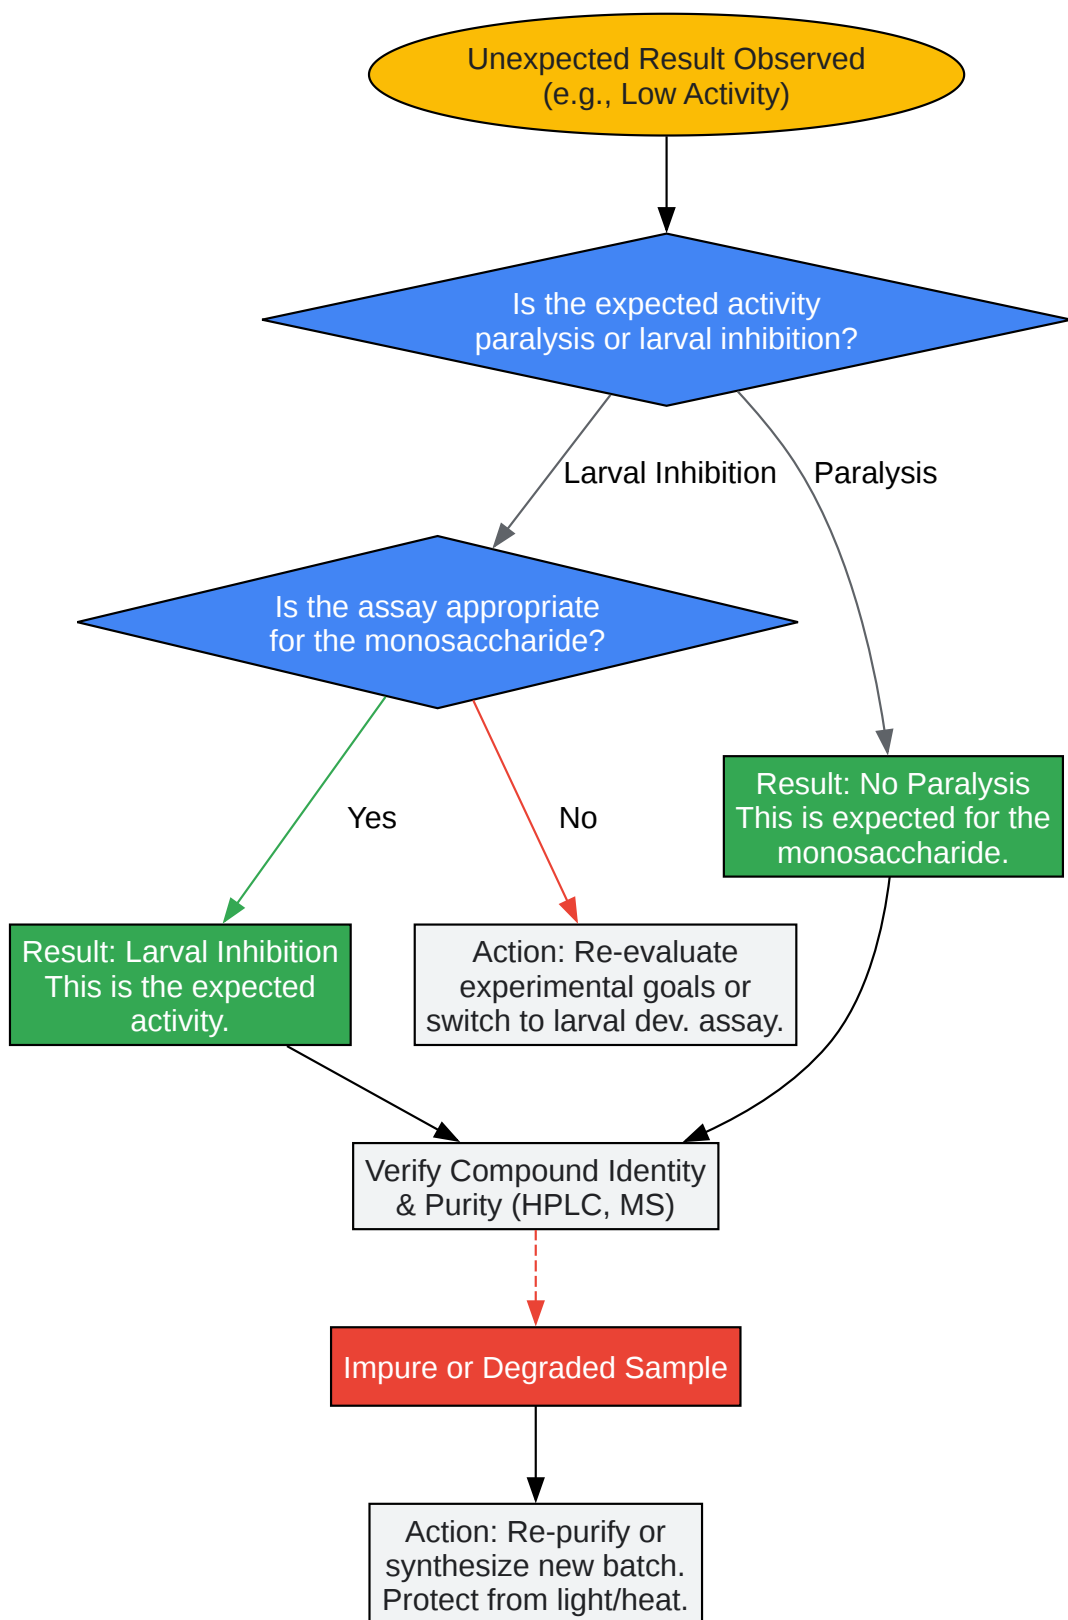 Unexpected Result Observed
(e.g., Low Activity)
Is the expected activity
paralysis or larval inhibition?
Larval Inhibition
Paralysis
Is the assay appropriate
for the monosaccharide?
Result: No Paralysis
This is expected for the
monosaccharide.
Yes
No
Result: Larval Inhibition
This is the expected
activity.
Action: Re-evaluate
experimental goals or
switch to larval dev. assay.
Verify Compound Identity
& Purity (HPLC, MS)
Impure or Degraded Sample
Action: Re-purify or
synthesize new batch.
Protect from light/heat.